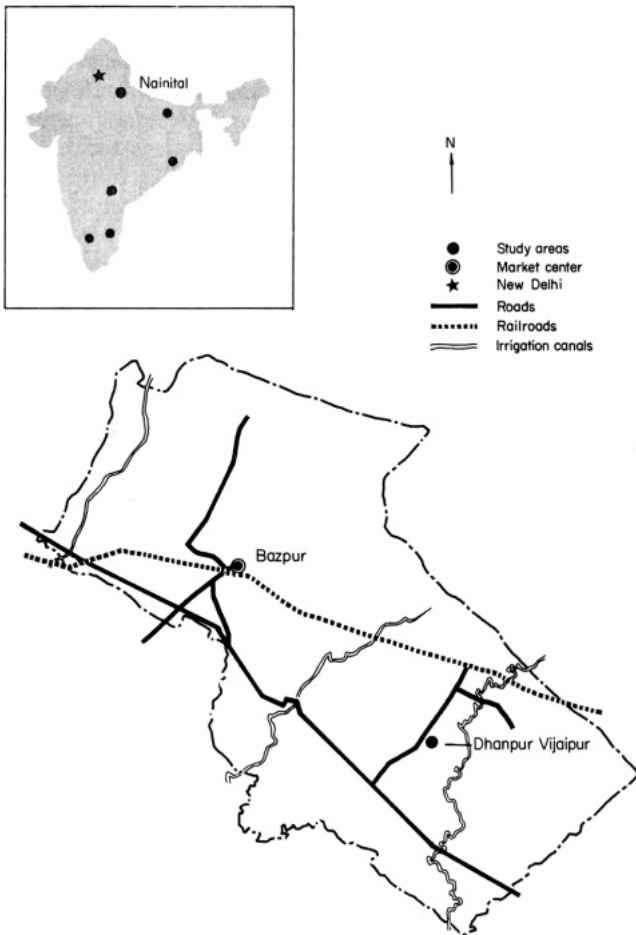 Nainital
N
Study areas
Market center
New Delhi
Roads
Railroads
Irrigation canals
Bazpur
Dhanpur Vijaipur